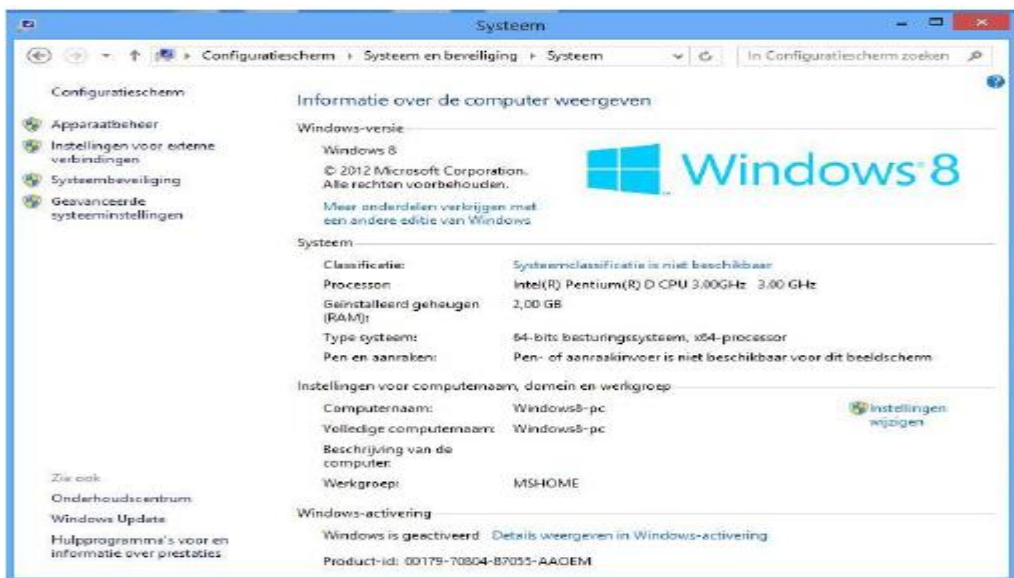 Systeem
Configuratiescherm ▸ Systeem en beveiliging ▸ Systeem
In Configuratiescherm zoeken
Configuratiescherm
Apparaatbeheer
Instellingen voor externe
verbindingen
Systeembeveiliging
Geavanceerde
systeeminstellingen
Informatie over de computer weergeven
Windows-versie
Windows 8
© 2012 Microsoft Corporation.
Alle rechten voorbehouden.
Meer onderdelen verkrijgen met
een andere editie van Windows
Windows 8
Systeem
Classificatie: Systeemclassificatie is niet beschikbaar
Processor: Intel(R) Pentium(R) D CPU 3.00GHz 3.00 GHz
Geïnstalleerd geheugen
(RAM): 2,00 GB
Type systeem: 64-bits besturingssysteem, x64-processor
Pen en aanraken: Pen- of aanraakinvoer is niet beschikbaar voor dit beeldscherm
Instellingen voor computernaam, domein en werkgroep
Computernaam: Windows8-pc
Volledige computernaam: Windows8-pc
Beschrijving van de
computer:
Werkgroep: MSHOME
Instellingen
wijzigen
Windows-activering
Windows is geactiveerd Details weergeven in Windows-activering
Product-id: 00179-70804-87055-AAOEM
Zie ook
Onderhoudscentrum
Windows Update
Hulpprogramma's voor en
informatie over prestaties